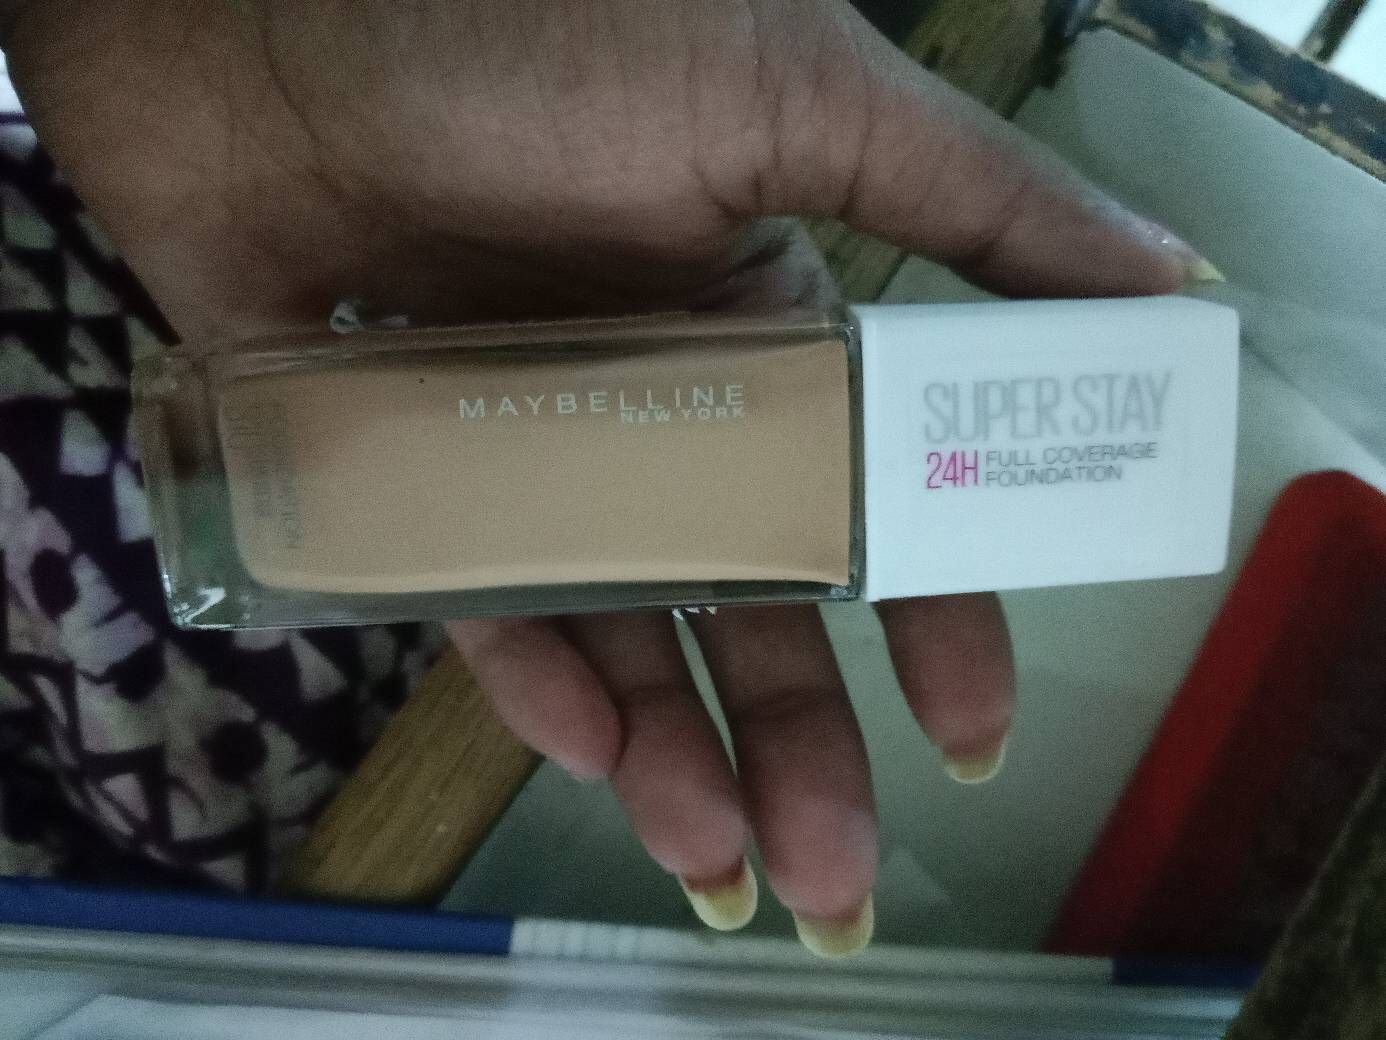 MAYBELLINE
NEW YORK
SUPER STAY
24H FULL COVERAGE
FOUNDATION